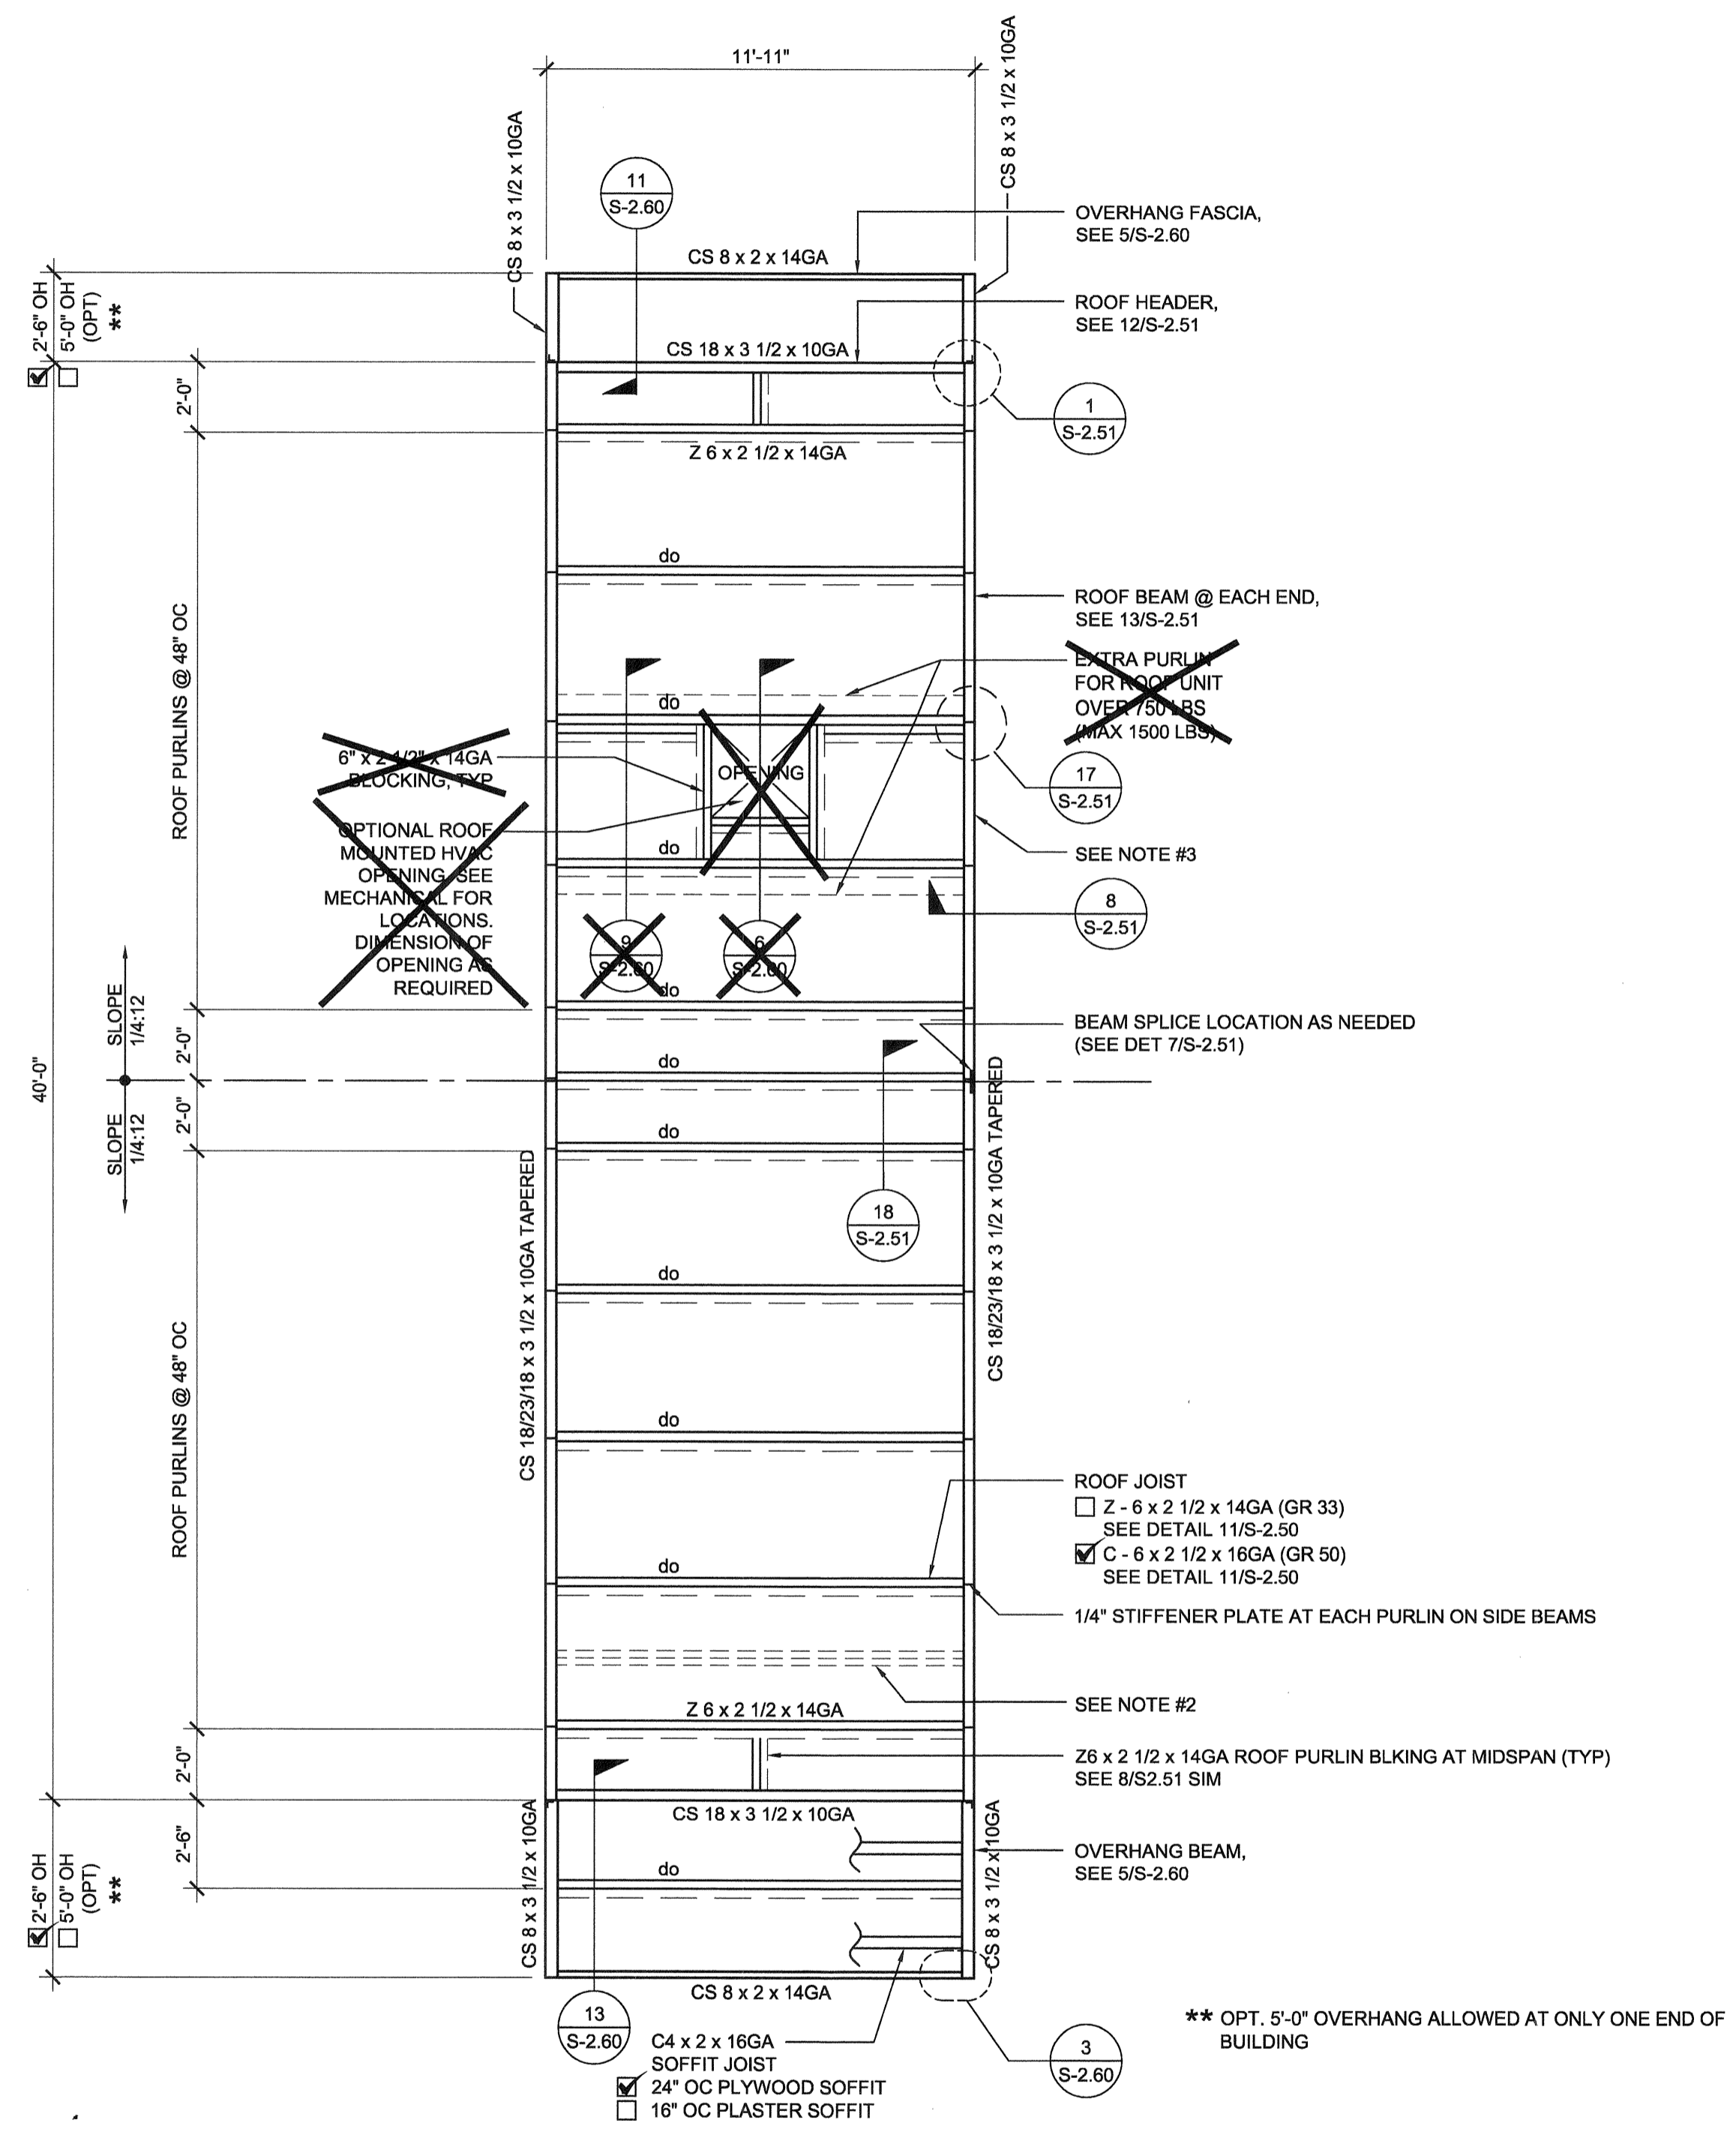 11'-11"
CS 8 x 3 1/2 x 10GA
CS 8 x 3 1/2 x 10GA
11
S-2.60
OVERHANG FASCIA,
SEE 5/S-2.60
CS 8 x 2 x 14GA
2'-6" OH
5'-0" OH
(OPT)
**
ROOF HEADER,
SEE 12/S-2.51
CS 18 x 3 1/2 x 10GA
2'-0"
1
S-2.51
Z 6 x 2 1/2 x 14GA
do
ROOF PURLINS @ 48" OC
ROOF BEAM @ EACH END,
SEE 13/S-2.51
EXTRA PURLIN
FOR ROOF UNIT
OVER 750 LBS
(MAX 1500 LBS)
do
6" x 2 1/2" x 14GA
BLOCKING, TYP
OPENING
17
S-2.51
OPTIONAL ROOF
MOUNTED HVAC
OPENING, SEE
MECHANICAL FOR
LOCATIONS.
DIMENSION OF
OPENING AS
REQUIRED
do
SEE NOTE #3
8
S-2.51
9
S-2.60
6
S-2.60
do
SLOPE
1/4:12
2'-0"
BEAM SPLICE LOCATION AS NEEDED
(SEE DET 7/S-2.51)
40'-0"
do
SLOPE
1/4:12
2'-0"
do
CS 18/23/18 x 3 1/2 x 10GA TAPERED
CS 18/23/18 x 3 1/2 x 10GA TAPERED
18
S-2.51
do
ROOF PURLINS @ 48" OC
do
ROOF JOIST
Z - 6 x 2 1/2 x 14GA (GR 33)
SEE DETAIL 11/S-2.50
C - 6 x 2 1/2 x 16GA (GR 50)
SEE DETAIL 11/S-2.50
do
1/4" STIFFENER PLATE AT EACH PURLIN ON SIDE BEAMS
SEE NOTE #2
Z 6 x 2 1/2 x 14GA
2'-0"
Z6 x 2 1/2 x 14GA ROOF PURLIN BLKING AT MIDSPAN (TYP)
SEE 8/S2.51 SIM
CS 18 x 3 1/2 x 10GA
2'-6"
CS 8 x 3 1/2 x 10GA
CS 8 x 3 1/2 x 10GA
OVERHANG BEAM,
SEE 5/S-2.60
do
2'-6" OH
5'-0" OH
(OPT)
**
CS 8 x 2 x 14GA
13
S-2.60
C4 x 2 x 16GA
SOFFIT JOIST
24" OC PLYWOOD SOFFIT
16" OC PLASTER SOFFIT
3
S-2.60
** OPT. 5'-0" OVERHANG ALLOWED AT ONLY ONE END OF
BUILDING